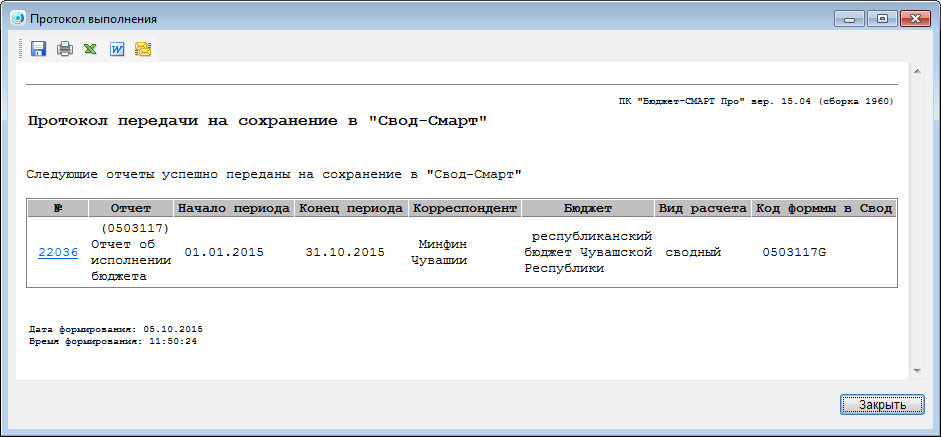 Протокол выполнения
ПК "Бюджет-СМАРТ Про" вер. 15.04 (сборка 1960)
Протокол передачи на сохранение в "Свод-Смарт"
Следующие отчеты успешно переданы на сохранение в "Свод-Смарт"
№ Отчет Начало периода Конец периода Корреспондент Бюджет Вид расчета Код форммы в Свод
22036 (0503117) Отчет об исполнении бюджета 01.01.2015 31.10.2015 Минфин Чувашии республиканский бюджет Чувашской Республики сводный 0503117G
Дата формирования: 05.10.2015
Время формирования: 11:50:24
Закрыть